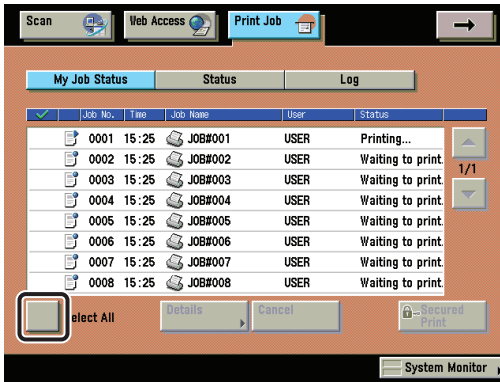 Scan Web Access Print Job
My Job Status Status Log
Job No. Time Job Name User Status
0001 15:25 JOB#001 USER Printing...
0002 15:25 JOB#002 USER Waiting to print.
0003 15:25 JOB#003 USER Waiting to print.
0004 15:25 JOB#004 USER Waiting to print.
0005 15:25 JOB#005 USER Waiting to print.
0006 15:25 JOB#006 USER Waiting to print.
0007 15:25 JOB#007 USER Waiting to print.
0008 15:25 JOB#008 USER Waiting to print.
1/1
elect All Details Cancel Secured
Print
System Monitor